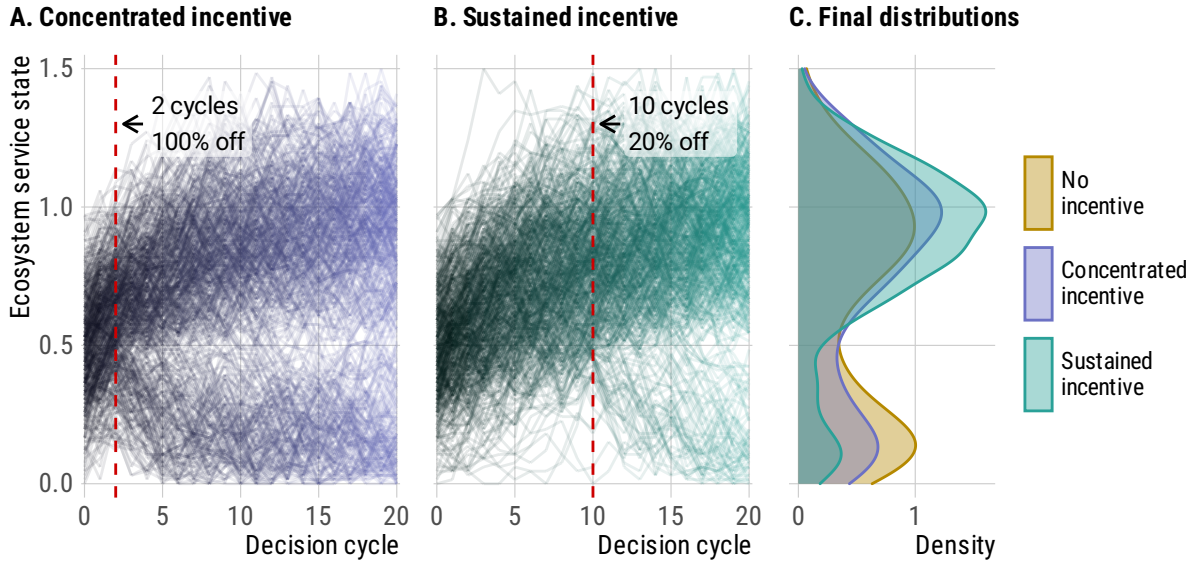 A. Concentrated incentive
B. Sustained incentive
C. Final distributions
Ecosystem service state
1.5
1.0
0.5
0.0
2 cycles
100% off
0
5
10
15
20
Decision cycle
10 cycles
20% off
0
5
10
15
20
Decision cycle
0
1
Density
No
incentive
Concentrated
incentive
Sustained
incentive